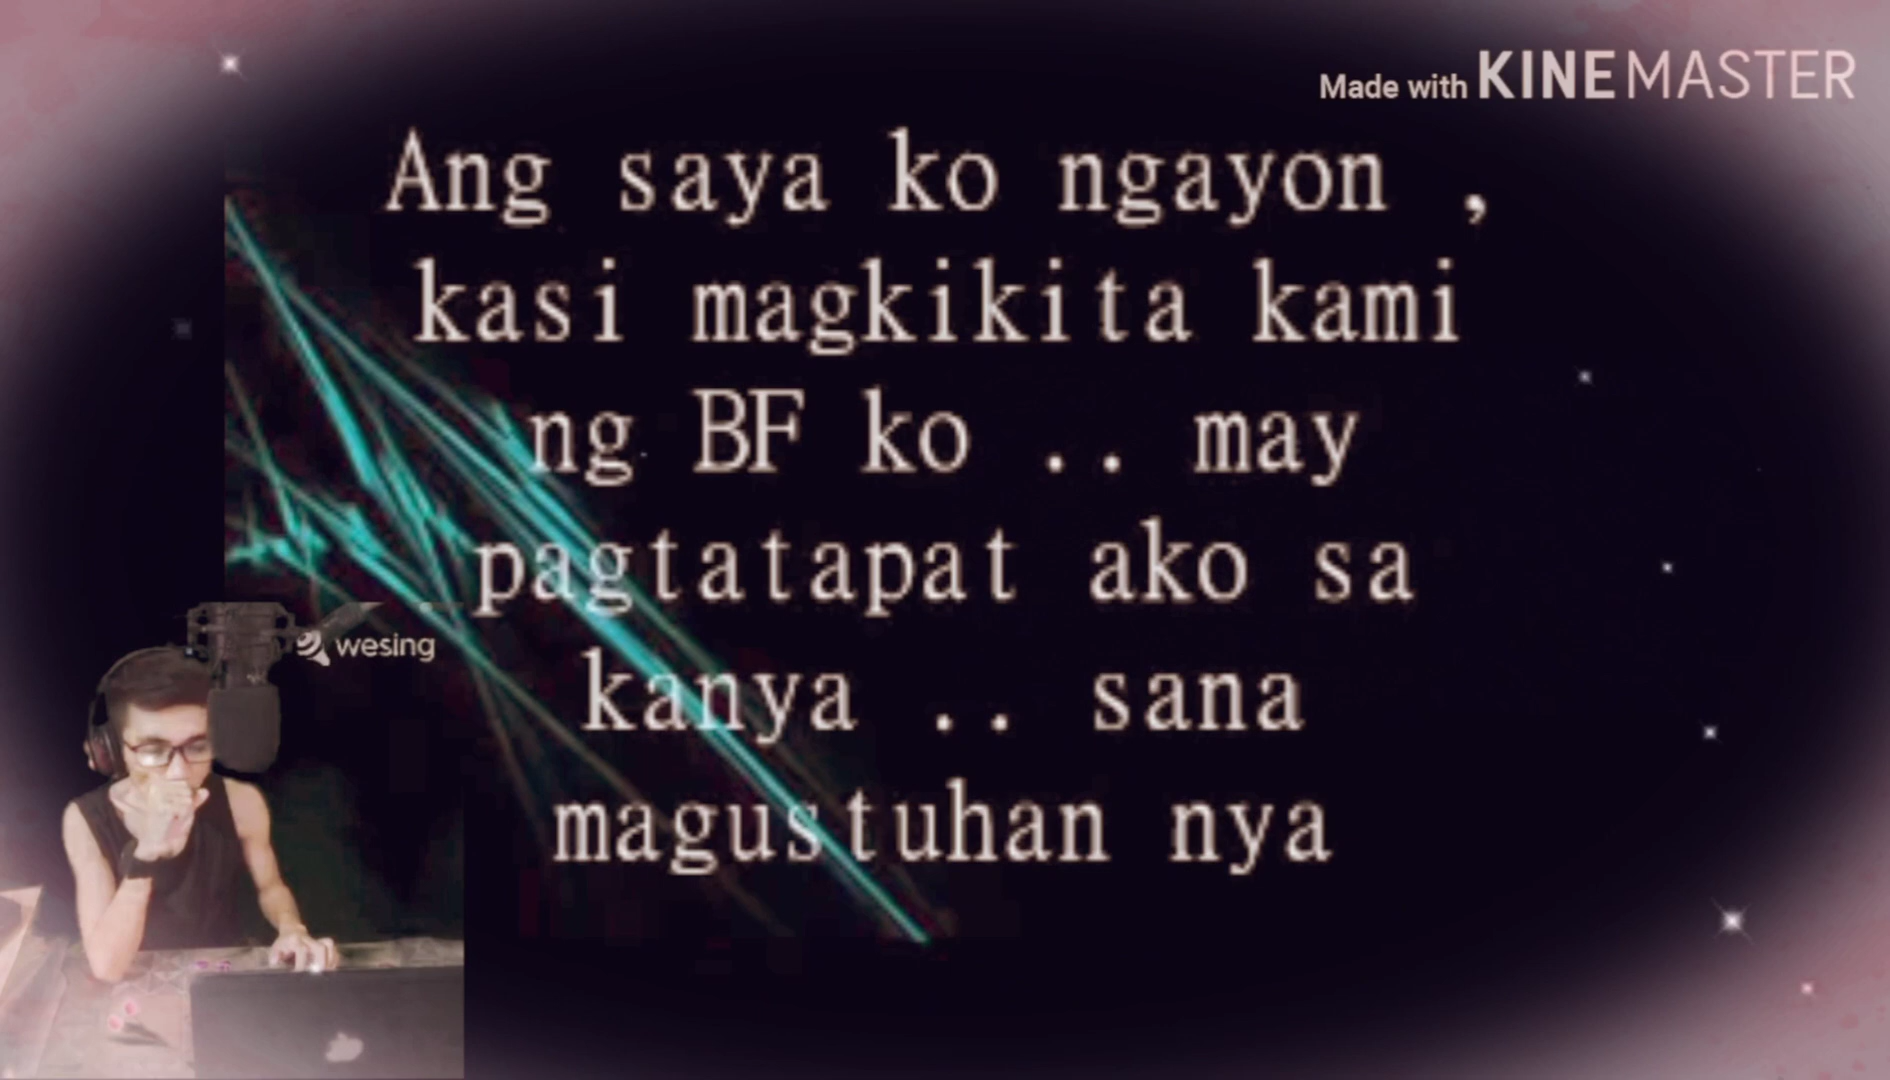 Made with KINEMASTER
Ang saya ko ngayon ,
kasi magkikita kami
ng BF ko .. may
pagtatapat ako sa
kanya .. sana
magustuhan nya
wesing